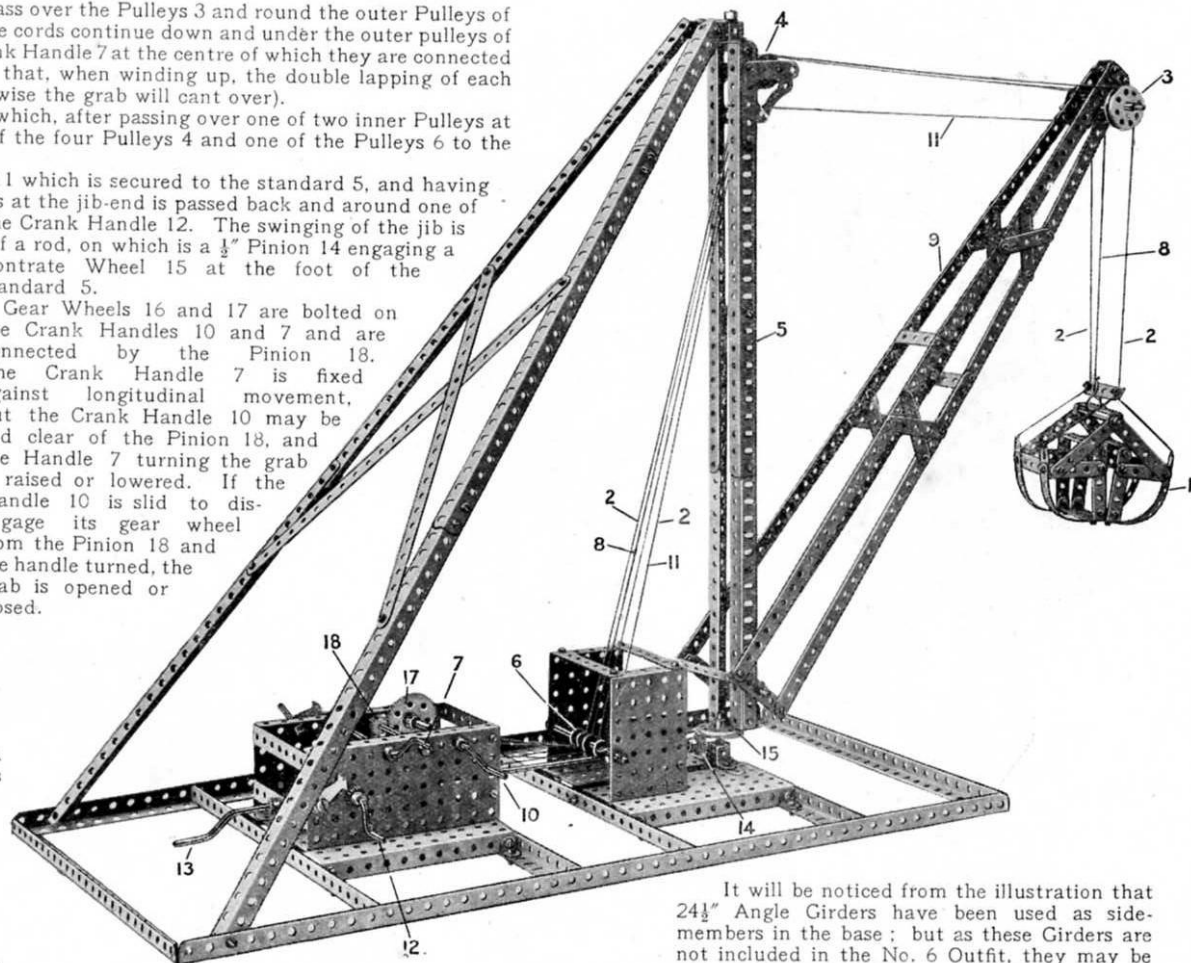 ass over the Pulleys 3 and round the outer Pulleys of
e cords continue down and under the outer pulleys of
nk Handle 7 at the centre of which they are connected
that, when winding up, the double lapping of each
wise the grab will cant over).
which, after passing over one of two inner Pulleys at
f the four Pulleys 4 and one of the Pulleys 6 to the
1 which is secured to the standard 5, and having
s at the jib-end is passed back and around one of
e Crank Handle 12. The swinging of the jib is
f a rod, on which is a ½" Pinion 14 engaging a
ontrate Wheel 15 at the foot of the
andard 5.
Gear Wheels 16 and 17 are bolted on
e Crank Handles 10 and 7 and are
nnected by the Pinion 18.
he Crank Handle 7 is fixed
gainst longitudinal movement,
ut the Crank Handle 10 may be
d clear of the Pinion 18, and
e Handle 7 turning the grab
raised or lowered. If the
andle 10 is slid to dis-
gage its gear wheel
om the Pinion 18 and
e handle turned, the
ab is opened or
osed.
4
3
11
9
8
5
2
2
1
2
2
8
11
18
17
7
6
15
10
14
13
12.
It will be noticed from the illustration that
24½" Angle Girders have been used as side-
members in the base ; but as these Girders are
not included in the No. 6 Outfit, they may be